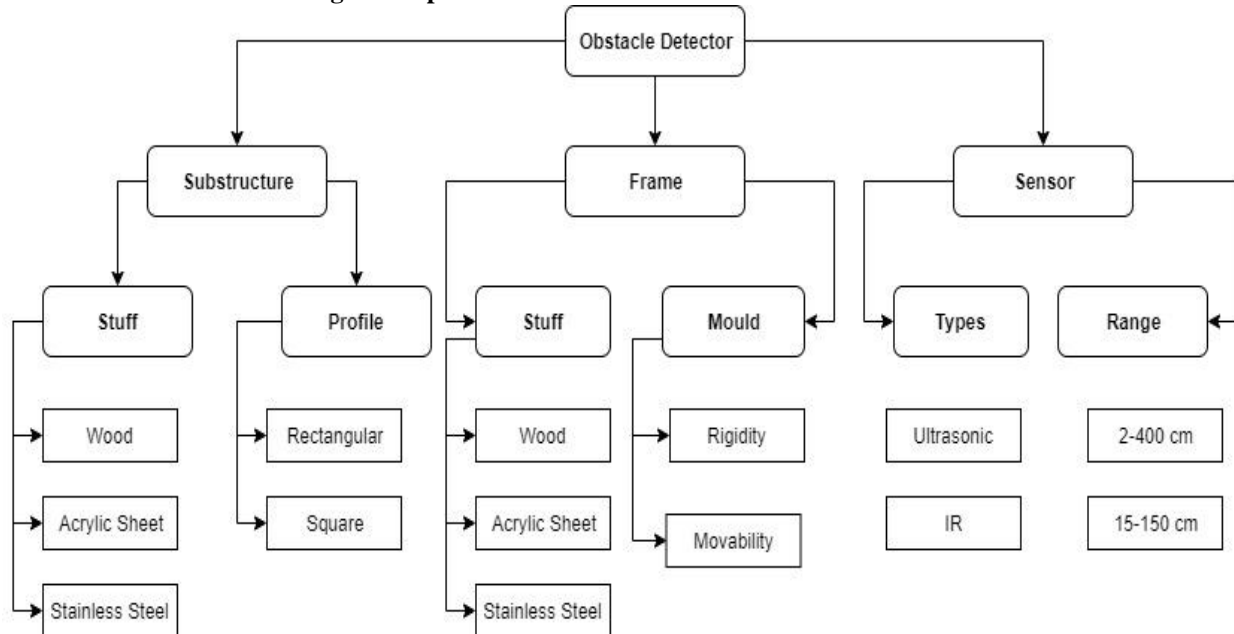 Obstacle Detector
Substructure
Frame
Sensor
Stuff
Profile
Stuff
Mould
Types
Range
Wood
Rectangular
Wood
Rigidity
Ultrasonic
2-400 cm
Acrylic Sheet
Square
Acrylic Sheet
Movability
IR
15-150 cm
Stainless Steel
Stainless Steel